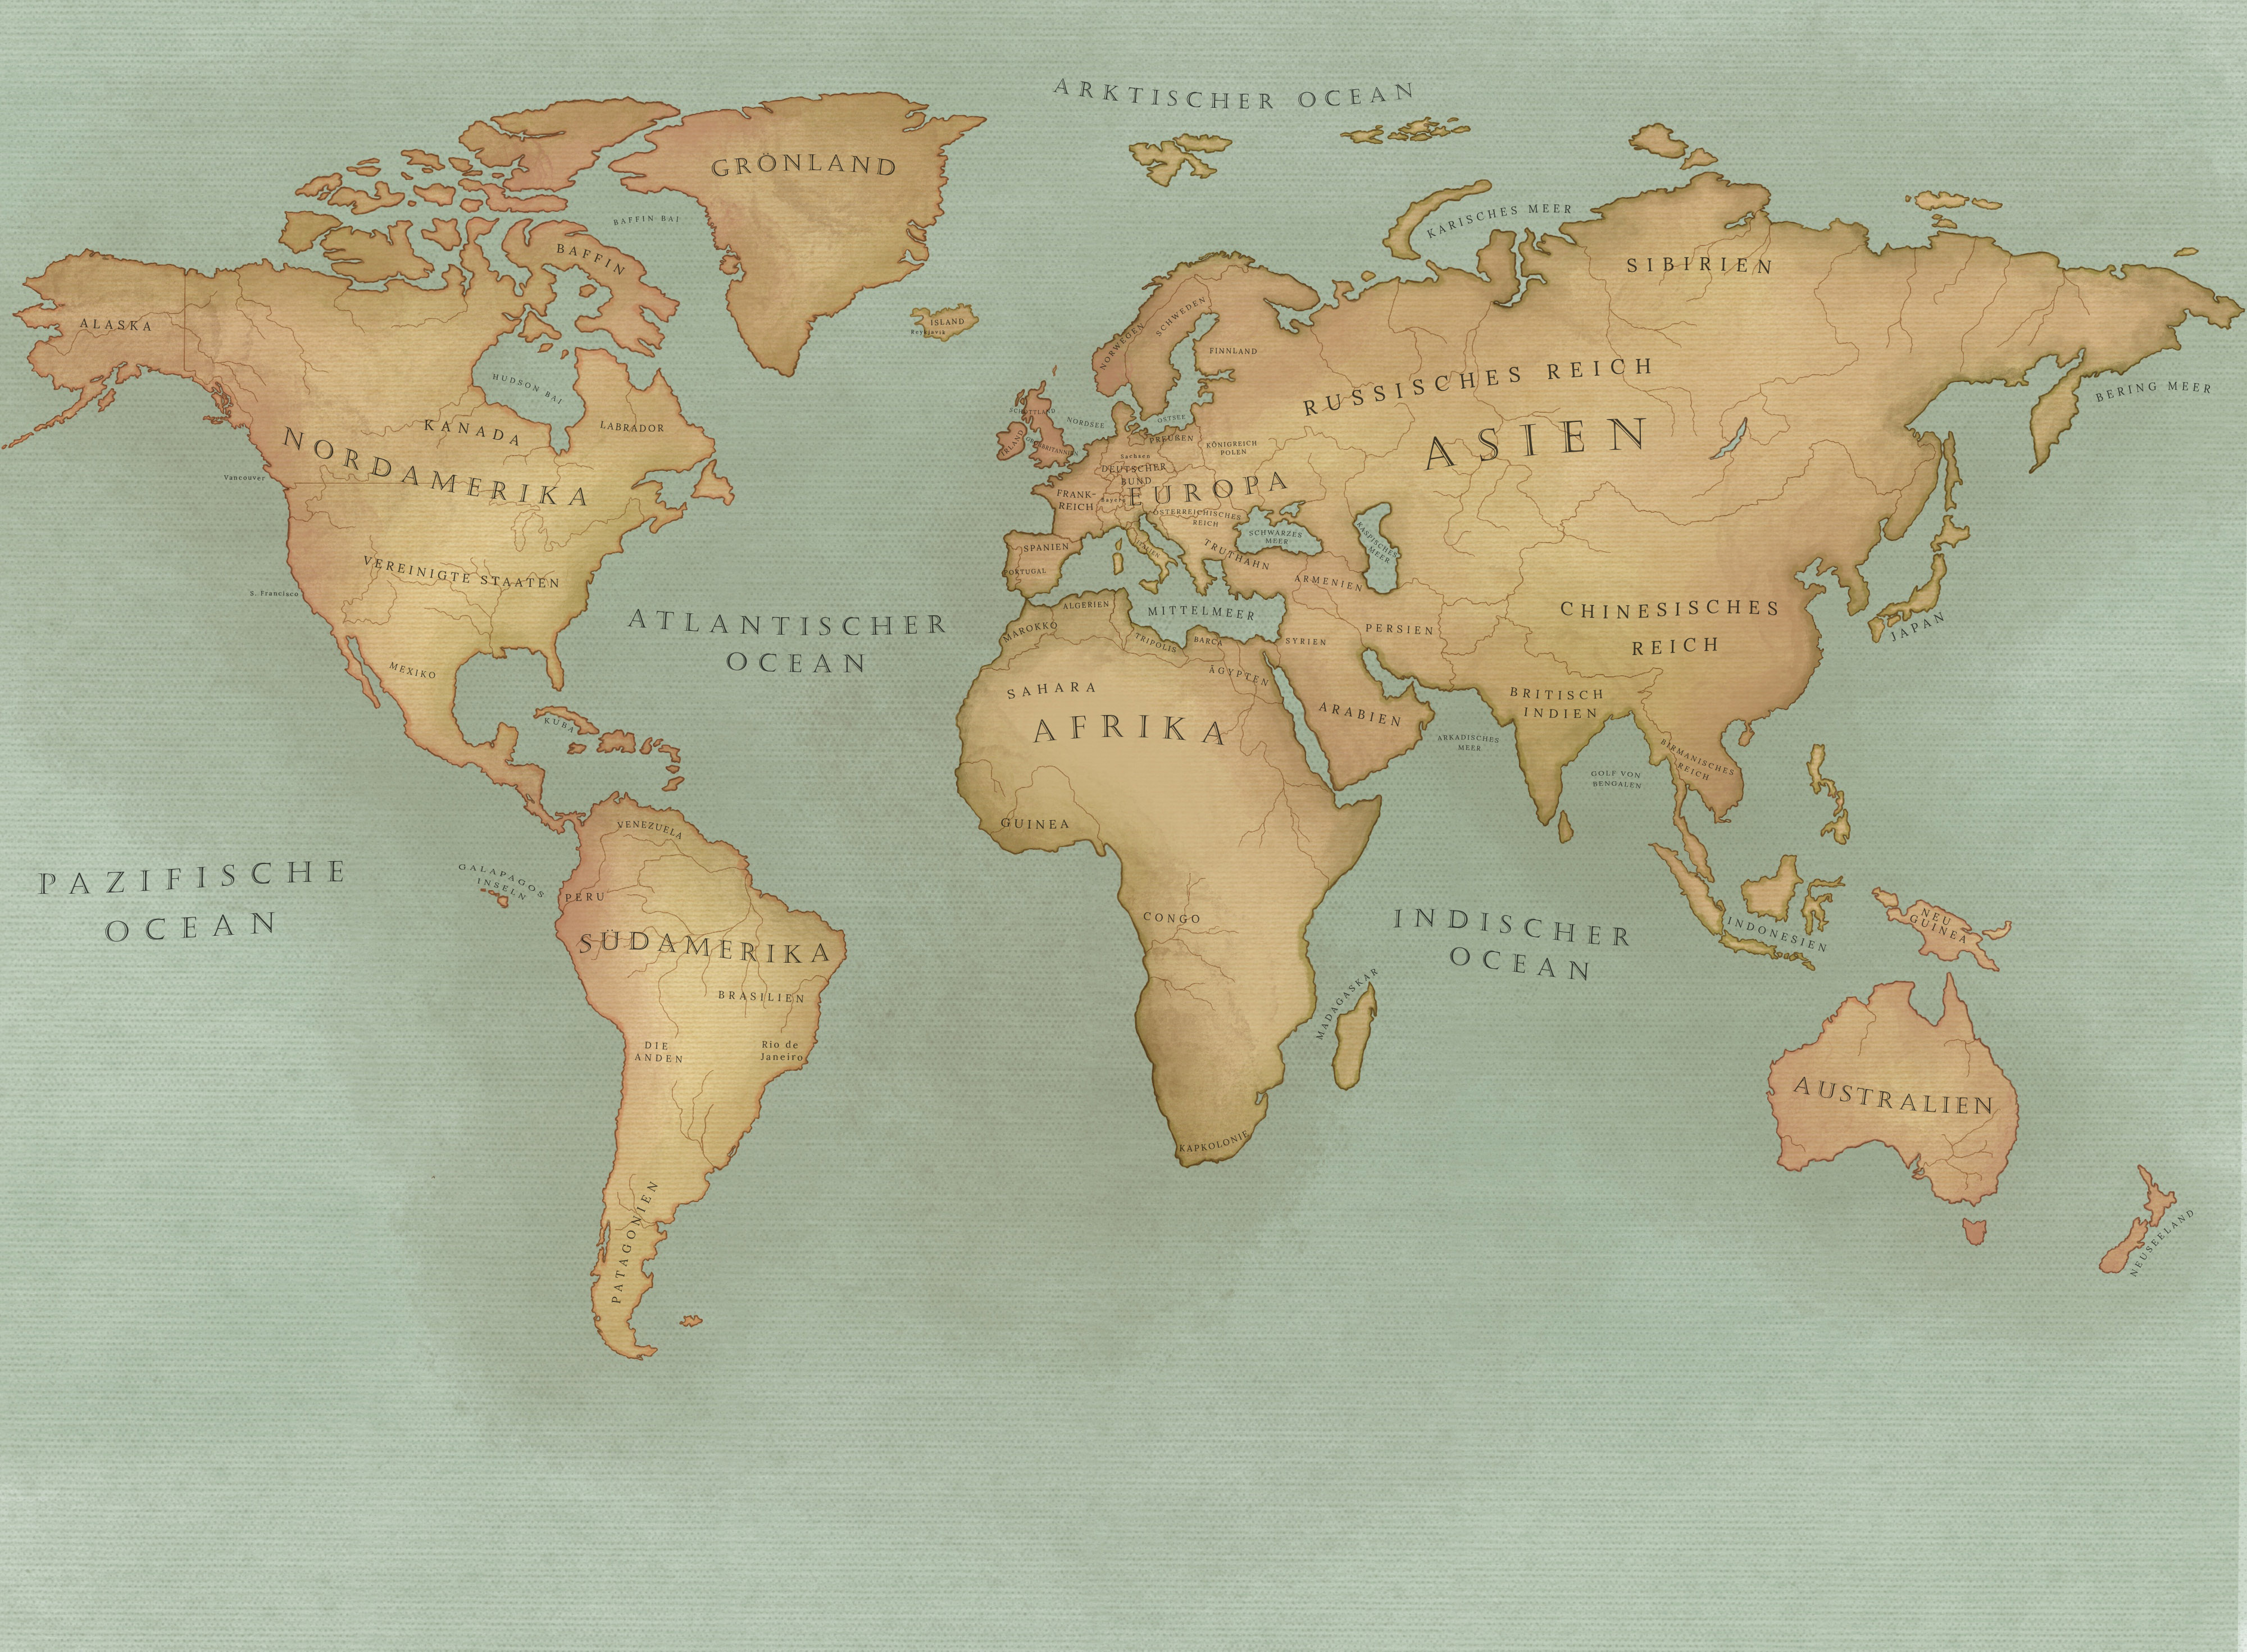 ARKTISCHER OCEAN
GRÖNLAND
BAFFIN BAI
BAFFIN
KARISCHES MEER
SIBIRIEN
ALASKA
ISLAND
Reykjavik
NORWEGEN
SCHWEDEN
FINNLAND
HUDSON BAI
RUSSISCHES REICH
BERING MEER
KANADA
LABRADOR
SCHOTTLAND
NORDSEE
OSTSEE
ASIEN
NORDAMERIKA
IRLAND
PREUßEN
KÖNIGREICH
POLEN
Sachsen
DEUTSCHER
BUND
Vancouver
EUROPA
FRANK-
REICH
ÖSTERREICHISCHES
REICH
SCHWARZES
MEER
KASPISCHES
MEER
SPANIEN
PORTUGAL
ITALIEN
TRUTHAHN
ARMENIEN
VEREINIGTE STAATEN
S. Francisco
ATLANTISCHER
OCEAN
ALGERIEN
MITTELMEER
CHINESISCHES
REICH
MAROKKO
TRIPOLIS
BARCA
SYRIEN
PERSIEN
JAPAN
MEXIKO
ÄGYPTEN
SAHARA
AFRIKA
ARABIEN
BRITISCH
INDIEN
KUBA
ARKADISCHES
MEER
GOLF VON
BENGALEN
BIRMANISCHES
REICH
VENEZUELA
GUINEA
PAZIFISCHE
OCEAN
GALAPAGOS
INSELN
PERU
CONGO
INDISCHER
OCEAN
INDONESIEN
NEU
GUINEA
SÜDAMERIKA
BRASILIEN
MADAGASKAR
DIE
ANDEN
Rio de
Janeiro
AUSTRALIEN
KAPKOLONIE
PATAGONIEN
NEUSEELAND